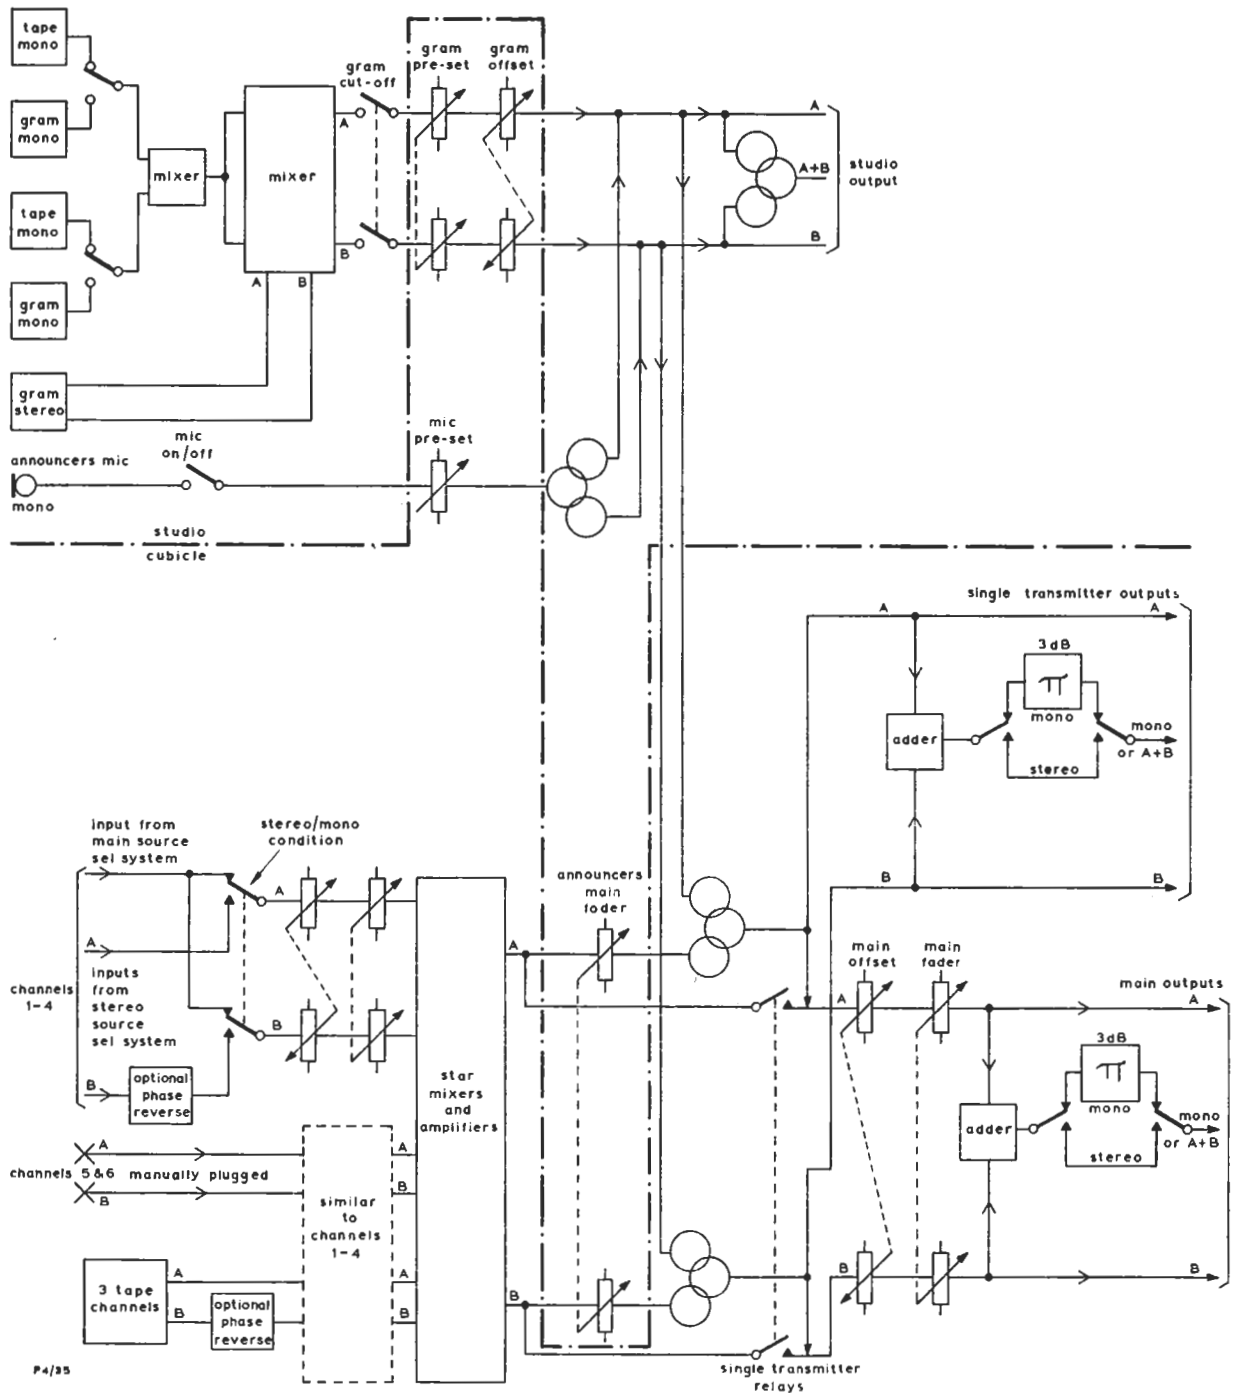 tape
mono
gram
mono
tape
mono
gram
mono
gram
stereo
mixer
mixer
A
B
A
B
gram
cut-off
gram
pre-set
gram
offset
A
A+B
B
studio
output
announcers mic
mono
mic
on/off
mic
pre-set
studio
cubicle
single transmitter outputs
A
A
3dB
π
mono
adder
mono
or A+B
stereo
B
B
input from
main source
sel system
stereo/mono
condition
A
A
channels
1-4
inputs
from
stereo
source
sel system
B
B
optional
phase
reverse
A
channels 5&6 manually plugged
B
similar
to
channels
1-4
A
B
A
B
3 tape
channels
A
B
optional
phase
reverse
star
mixers
and
amplifiers
A
B
announcers
main
fader
main
offset
main
fader
main outputs
A
A
3dB
π
mono
adder
mono
or A+B
stereo
B
B
single transmitter
relays
P4/35